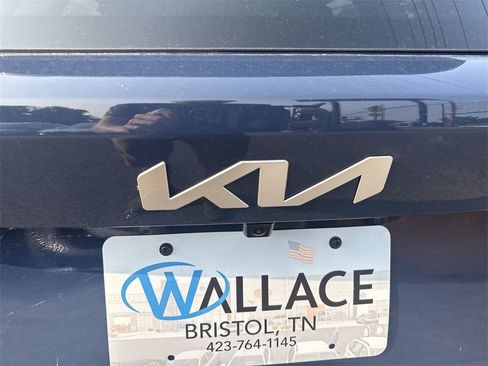 KIA
WALLACE
BRISTOL, TN
423-764-1145